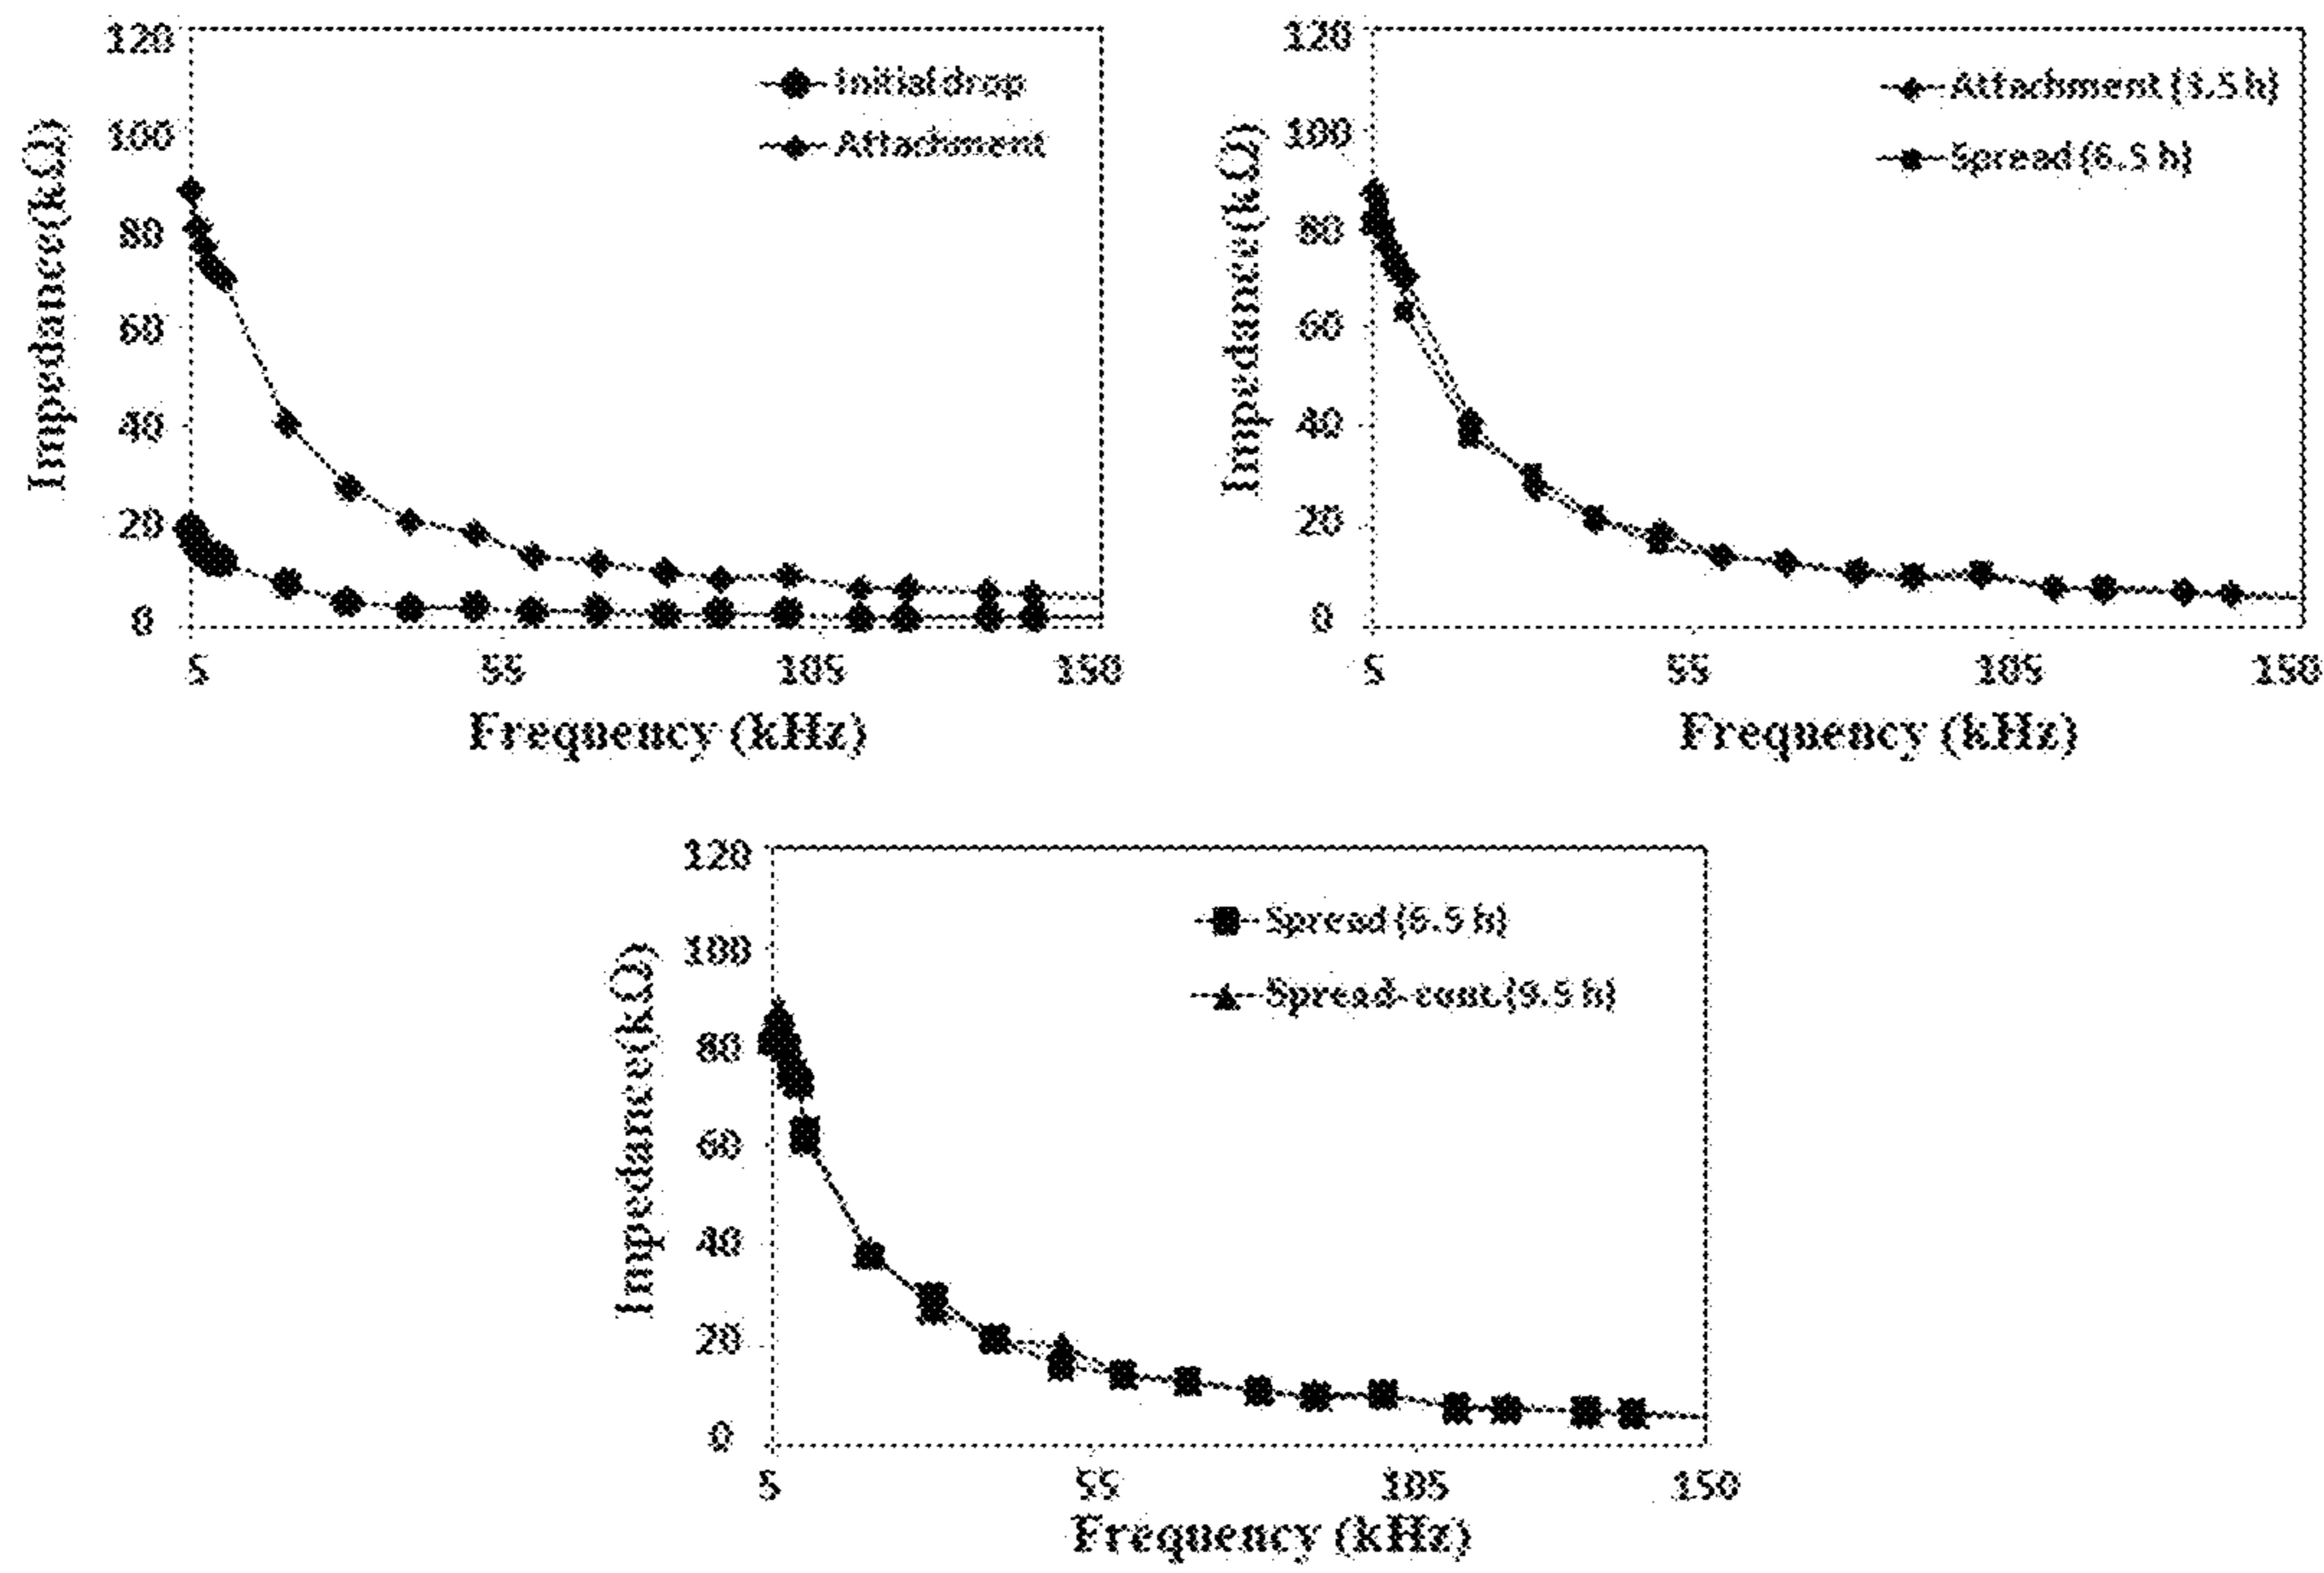 120
100
80
60
40
20
0
Impedance(kΩ)
Initial drop
Attachment
5 55 105 150
Frequency (kHz)
120
100
80
60
40
20
0
Impedance(kΩ)
Attachment (3.5 h)
Spread (6.5 h)
5 55 105 150
Frequency (kHz)
120
100
80
60
40
20
0
Impedance(kΩ)
Spread (6.5 h)
Spread-cont.(9.5 h)
5 55 105 150
Frequency (kHz)